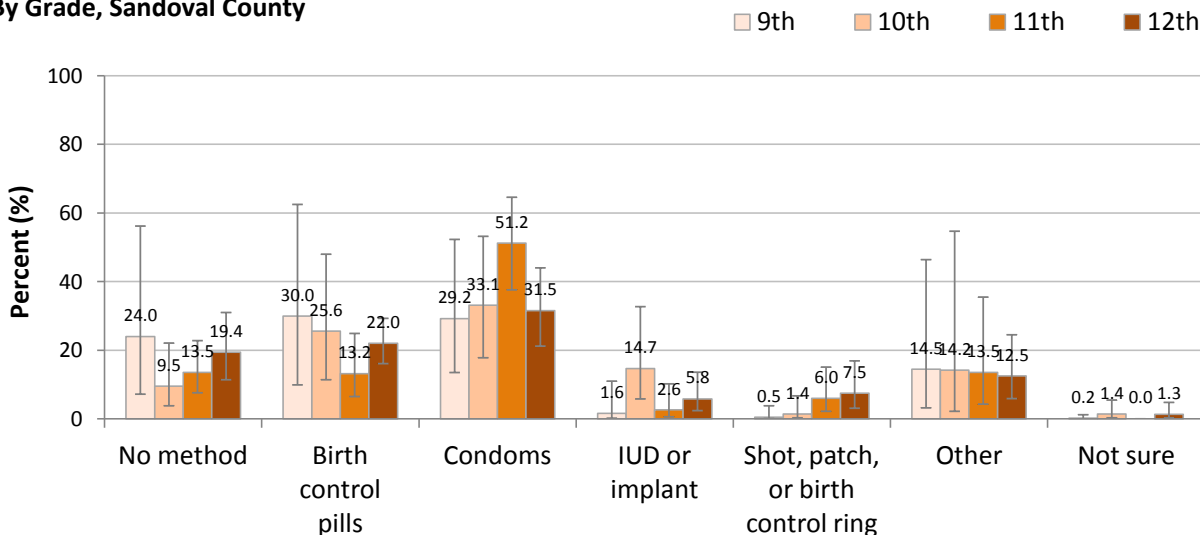 By Grade, Sandoval County
9th 10th 11th 12th
100
80
60
40
20
0
Percent (%)
24.0 9.5 13.5 19.4
30.0 25.6 13.2 22.0
29.2 33.1 51.2 31.5
1.6 14.7 2.6 5.8
0.5 1.4 6.0 7.5
14.5 14.2 13.5 12.5
0.2 1.4 0.0 1.3
No method
Birth
control
pills
Condoms
IUD or
implant
Shot, patch,
or birth
control ring
Other
Not sure